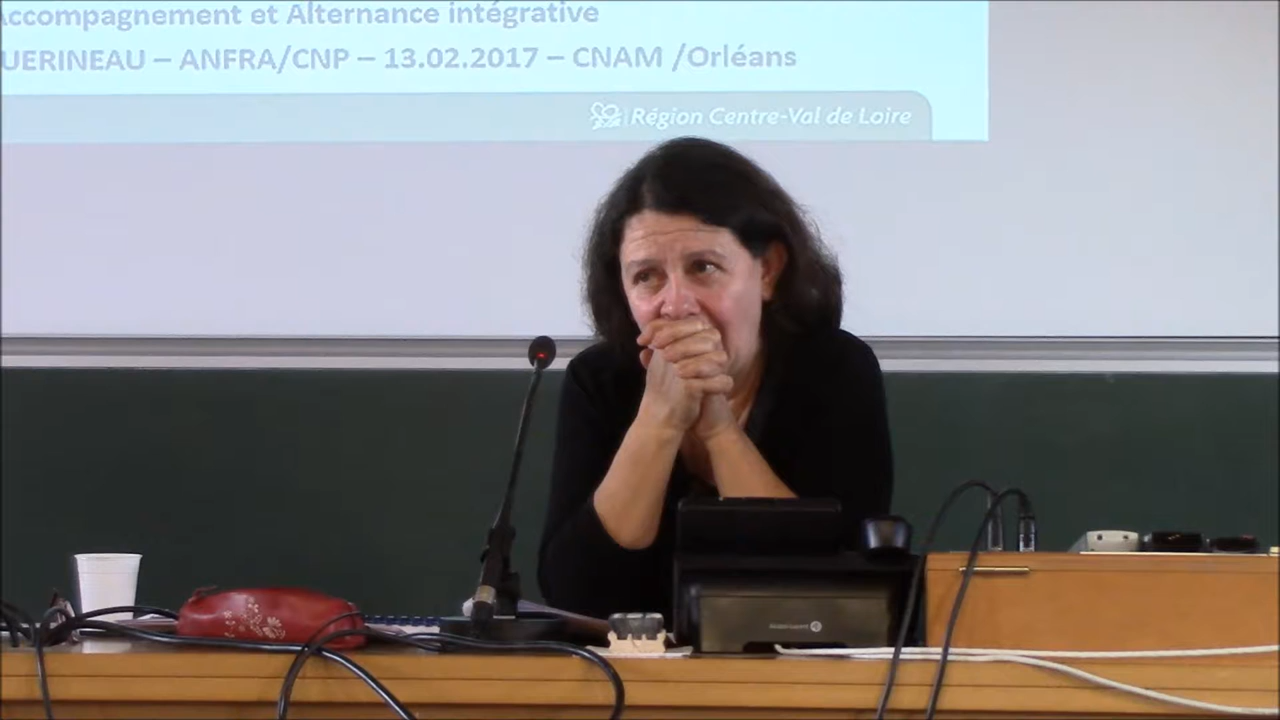 Accompagnement et Alternance intégrative
UERINEAU – ANFRA/CNP – 13.02.2017 – CNAM /Orléans
Région Centre-Val de Loire